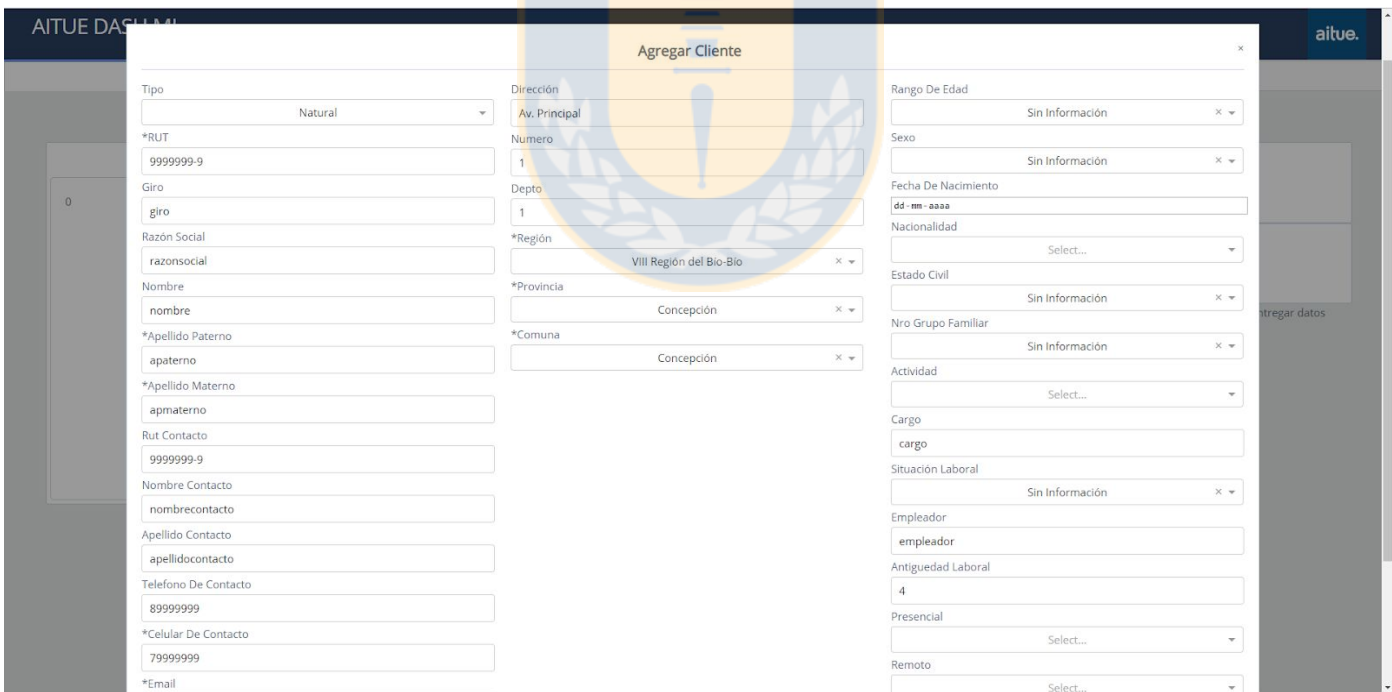 AITUE DASH ML
aitue.
Agregar Cliente
×
Tipo
Natural
*RUT
9999999-9
Giro
giro
Razón Social
razonsocial
Nombre
nombre
*Apellido Paterno
apaterno
*Apellido Materno
apmaterno
Rut Contacto
9999999-9
Nombre Contacto
nombrecontacto
Apellido Contacto
apellidocontacto
Telefono De Contacto
89999999
*Celular De Contacto
79999999
*Email
Dirección
Av. Principal
Numero
1
Depto
1
*Región
VIII Región del Bío-Bío ×
*Provincia
Concepción ×
*Comuna
Concepción ×
Rango De Edad
Sin Información ×
Sexo
Sin Información ×
Fecha De Nacimiento
dd-mm-aaaa
Nacionalidad
Select...
Estado Civil
Sin Información ×
Nro Grupo Familiar
Sin Información ×
Actividad
Select...
Cargo
cargo
Situación Laboral
Sin Información ×
Empleador
empleador
Antiguedad Laboral
4
Presencial
Select...
Remoto
Select...
0
ntregar datos